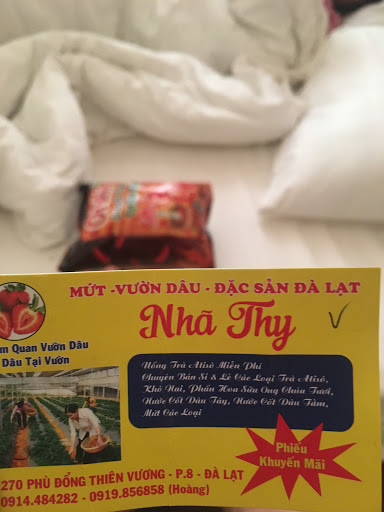 MỨT -VƯỜN DÂU - ĐẶC SẢN ĐÀ LẠT
Nhã Thy
Quan Vườn Dâu
Dâu Tại Vườn
Uống Trà Atisô Miễn Phí
Chuyên Bán Sỉ & Lẻ Các Loại Trà Atisô,
Khô Nai, Phấn Hoa Sữa Ong Chúa Tươi,
Nước Cốt Dâu Tây, Nước Cốt Dâu Tằm,
Mứt Các Loại
Phiếu
Khuyến Mãi
270 PHÙ ĐỔNG THIÊN VƯƠNG - P.8 - ĐÀ LẠT
0914.484282 - 0919.856858 (Hoàng)